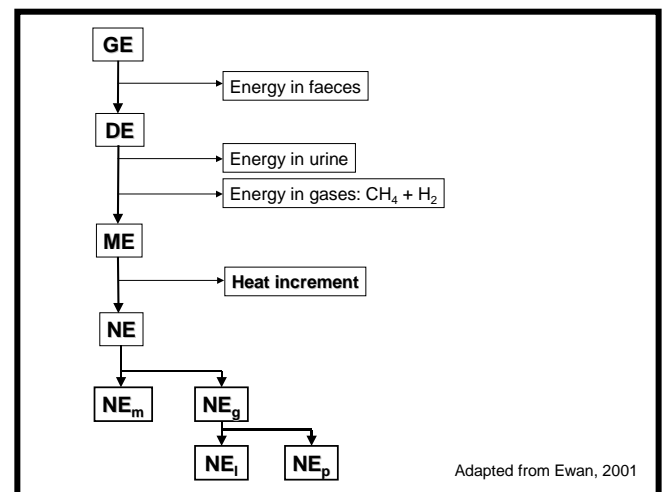 GE
Energy in faeces
DE
Energy in urine
Energy in gases: CH₄ + H₂
ME
Heat increment
NE
NEₘ
NE_g
NEₗ
NEₚ
Adapted from Ewan, 2001